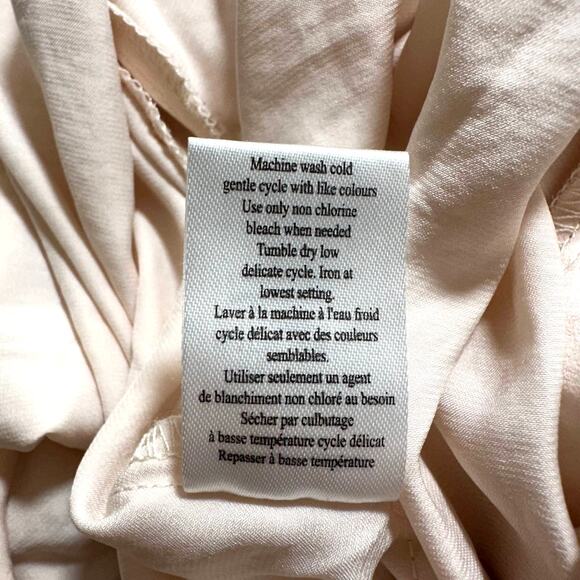 Machine wash cold
gentle cycle with like colours
Use only non chlorine
bleach when needed
Tumble dry low
delicate cycle. Iron at
lowest setting.
Laver à la machine à l'eau froid
cycle délicat avec des couleurs
semblables.
Utiliser seulement un agent
de blanchiment non chloré au besoin
Sécher par culbutage
à basse température cycle délicat
Repasser à basse température